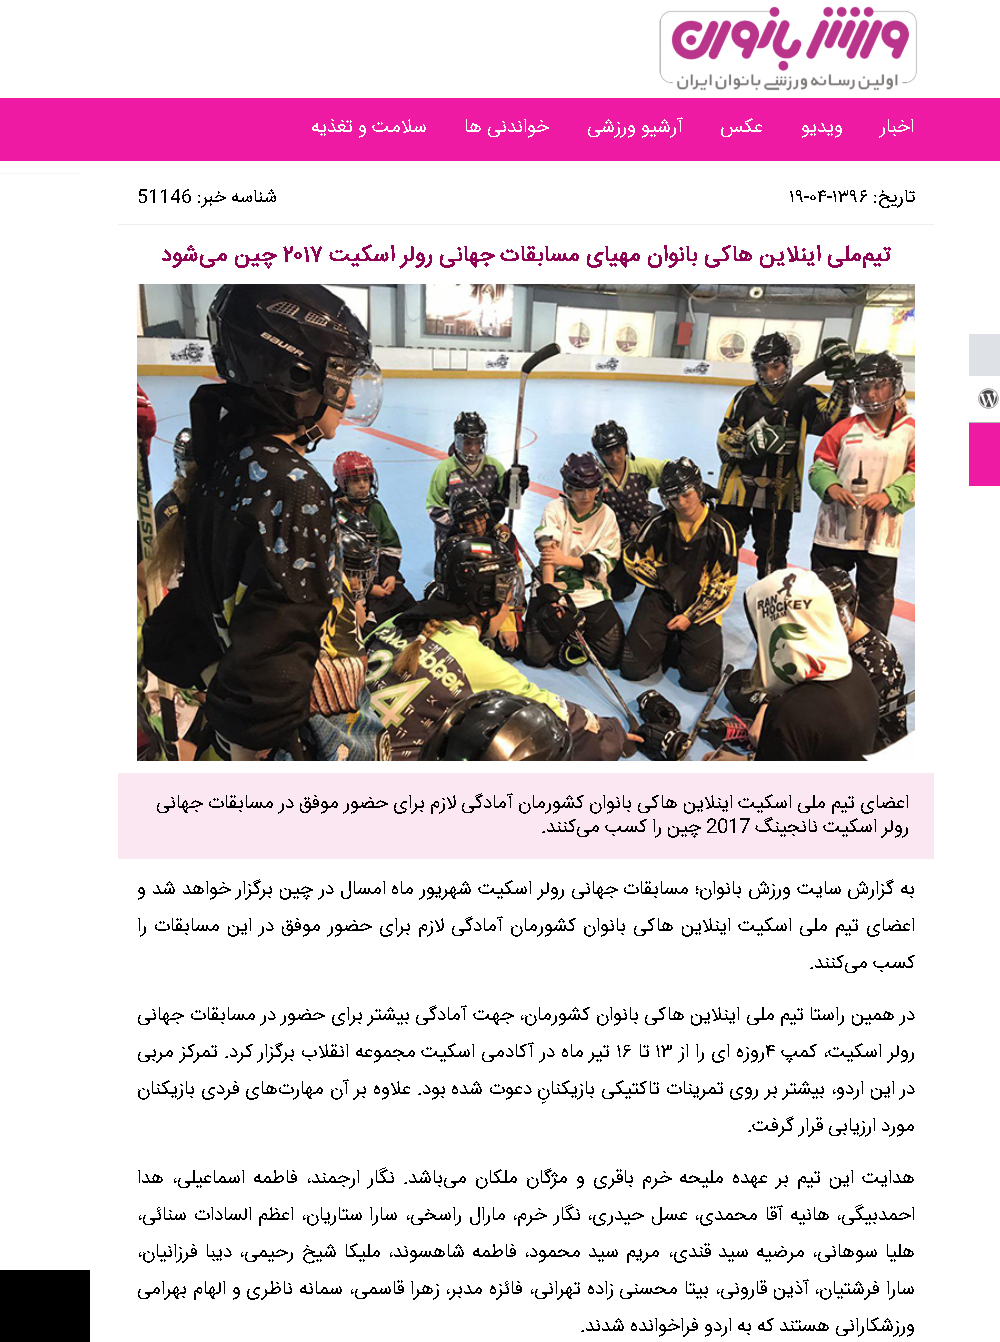 ورزش بانوان
اولین رسانه ورزشی بانوان ایران
اخبار ویدیو عکس آرشیو ورزشی خواندنی ها سلامت و تغذیه
تاریخ: ۱۳۹۶-۰۴-۱۹
شناسه خبر: 51146
تیم‌ملی اینلاین هاکی بانوان مهیای مسابقات جهانی رولر اسکیت ۲۰۱۷ چین می‌شود
BAUER
EASTON
RAN
HOCKEY
TEAM
اعضای تیم ملی اسکیت اینلاین هاکی بانوان کشورمان آمادگی لازم برای حضور موفق در مسابقات جهانی
رولر اسکیت نانجینگ 2017 چین را کسب می‌کنند.
به گزارش سایت ورزش بانوان؛ مسابقات جهانی رولر اسکیت شهریور ماه امسال در چین برگزار خواهد شد و
اعضای تیم ملی اسکیت اینلاین هاکی بانوان کشورمان آمادگی لازم برای حضور موفق در این مسابقات را
کسب می‌کنند.
در همین راستا تیم ملی اینلاین هاکی بانوان کشورمان، جهت آمادگی بیشتر برای حضور در مسابقات جهانی
رولر اسکیت، کمپ ۴روزه ای را از ۱۳ تا ۱۶ تیر ماه در آکادمی اسکیت مجموعه انقلاب برگزار کرد. تمرکز مربی
در این اردو، بیشتر بر روی تمرینات تاکتیکی بازیکنانِ دعوت شده بود. علاوه بر آن مهارت‌های فردی بازیکنان
مورد ارزیابی قرار گرفت.
هدایت این تیم بر عهده ملیحه خرم باقری و مژگان ملکان می‌باشد. نگار ارجمند، فاطمه اسماعیلی، هدا
احمدبیگی، هانیه آقا محمدی، عسل حیدری، نگار خرم، مارال راسخی، سارا ستاریان، اعظم السادات سنائی،
هلیا سوهانی، مرضیه سید قندی، مریم سید محمود، فاطمه شاهسوند، ملیکا شیخ رحیمی، دیبا فرزانیان،
سارا فرشتیان، آذین قارونی، بیتا محسنی زاده تهرانی، فائزه مدبر، زهرا قاسمی، سمانه ناظری و الهام بهرامی
ورزشکارانی هستند که به اردو فراخوانده شدند.